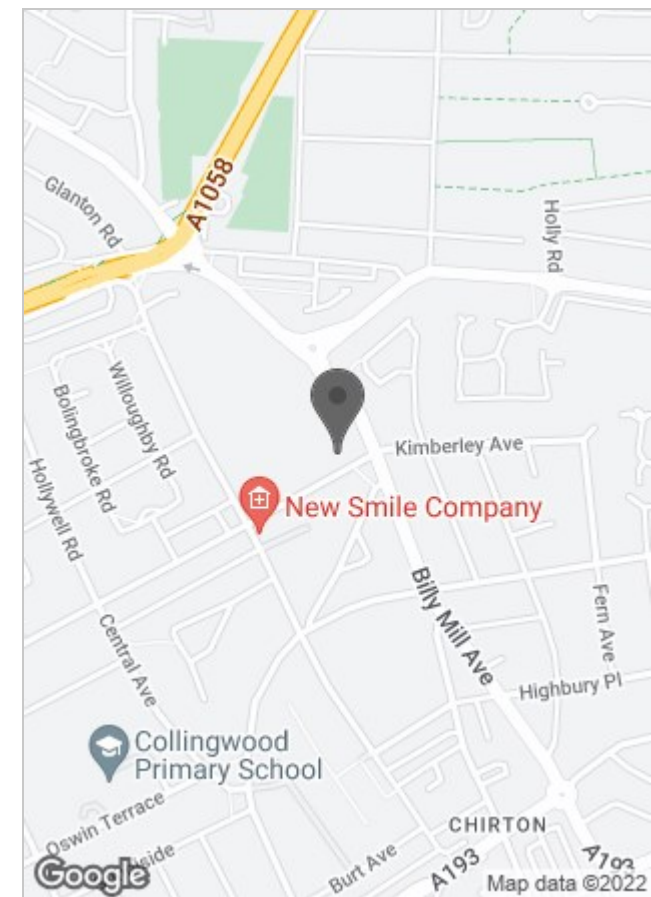 Glanton Rd
A1058
Holly Rd
Willoughby Rd
Bolingbroke Rd
Hollywell Rd
Kimberley Ave
New Smile Company
Billy Mill Ave
Fern Ave
Central Ave
Highbury Pl
Collingwood
Primary School
Oswin Terrace
CHIRTON
Burt Ave
A193
A193
Google
Map data ©2022